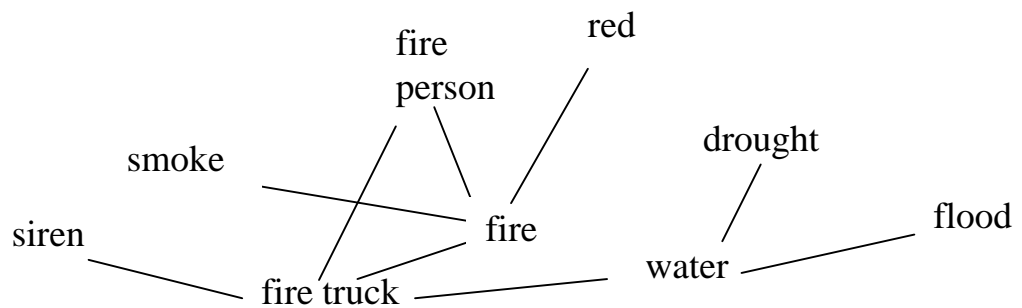 red
fire
person
drought
smoke
flood
fire
siren
water
fire truck